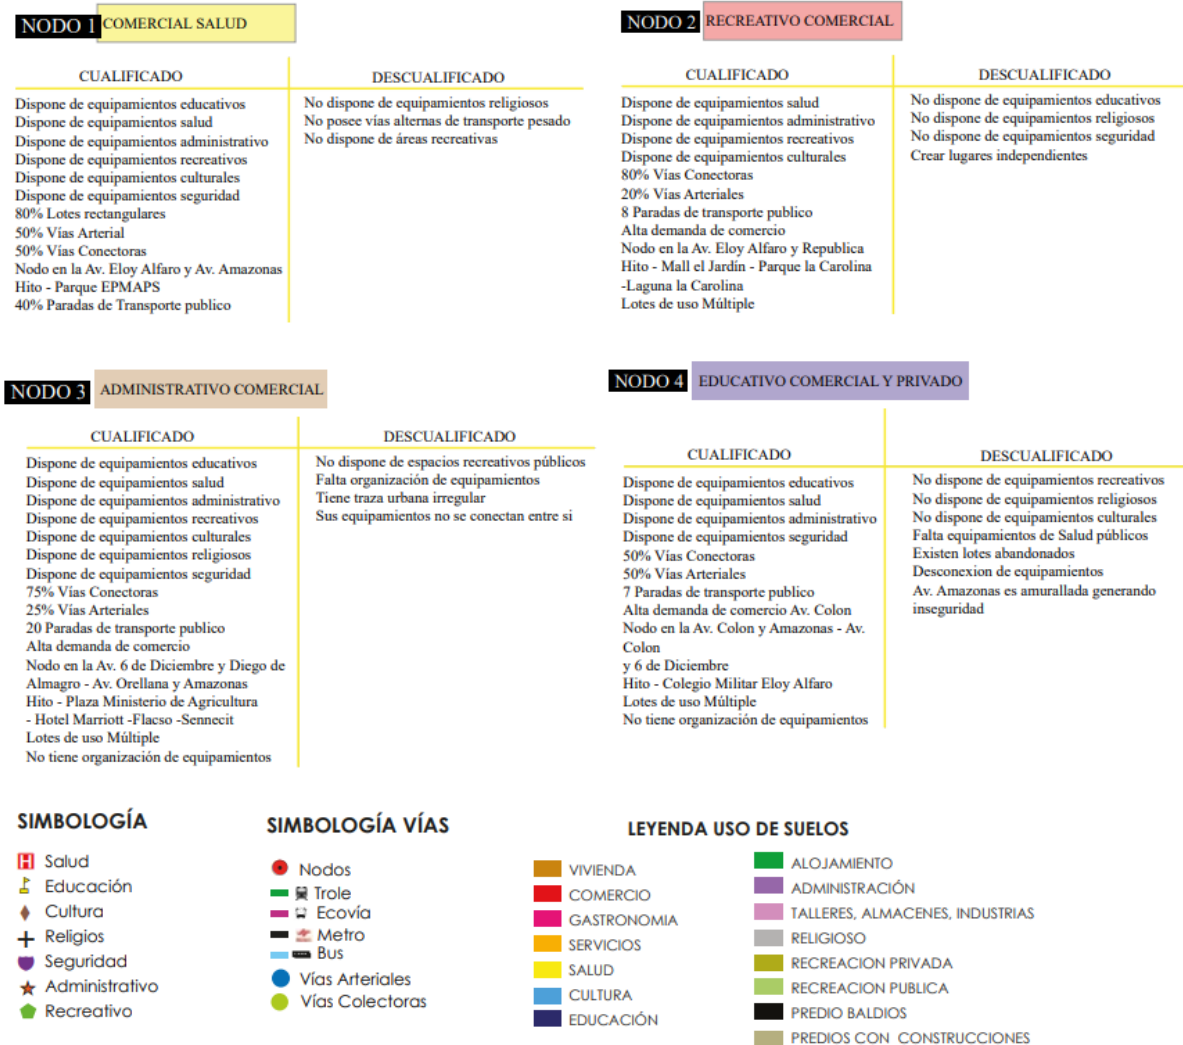 NODO 1 COMERCIAL SALUD
CUALIFICADO
Dispone de equipamientos educativos
Dispone de equipamientos salud
Dispone de equipamientos administrativo
Dispone de equipamientos recreativos
Dispone de equipamientos culturales
Dispone de equipamientos seguridad
80% Lotes rectangulares
50% Vías Arterial
50% Vías Conectoras
Nodo en la Av. Eloy Alfaro y Av. Amazonas
Hito - Parque EPMAPS
40% Paradas de Transporte publico
DESCUALIFICADO
No dispone de equipamientos religiosos
No posee vías alternas de transporte pesado
No dispone de áreas recreativas
NODO 2 RECREATIVO COMERCIAL
CUALIFICADO
Dispone de equipamientos salud
Dispone de equipamientos administrativo
Dispone de equipamientos recreativos
Dispone de equipamientos culturales
80% Vías Conectoras
20% Vías Arteriales
8 Paradas de transporte publico
Alta demanda de comercio
Nodo en la Av. Eloy Alfaro y Republica
Hito - Mall el Jardín - Parque la Carolina
-Laguna la Carolina
Lotes de uso Múltiple
DESCUALIFICADO
No dispone de equipamientos educativos
No dispone de equipamientos religiosos
No dispone de equipamientos seguridad
Crear lugares independientes
NODO 3 ADMINISTRATIVO COMERCIAL
CUALIFICADO
Dispone de equipamientos educativos
Dispone de equipamientos salud
Dispone de equipamientos administrativo
Dispone de equipamientos recreativos
Dispone de equipamientos culturales
Dispone de equipamientos religiosos
Dispone de equipamientos seguridad
75% Vías Conectoras
25% Vías Arteriales
20 Paradas de transporte publico
Alta demanda de comercio
Nodo en la Av. 6 de Diciembre y Diego de
Almagro - Av. Orellana y Amazonas
Hito - Plaza Ministerio de Agricultura
- Hotel Marriott -Flacso -Sennecit
Lotes de uso Múltiple
No tiene organización de equipamientos
DESCUALIFICADO
No dispone de espacios recreativos públicos
Falta organización de equipamientos
Tiene traza urbana irregular
Sus equipamientos no se conectan entre si
NODO 4 EDUCATIVO COMERCIAL Y PRIVADO
CUALIFICADO
Dispone de equipamientos educativos
Dispone de equipamientos salud
Dispone de equipamientos administrativo
Dispone de equipamientos seguridad
50% Vías Conectoras
50% Vías Arteriales
7 Paradas de transporte publico
Alta demanda de comercio Av. Colon
Nodo en la Av. Colon y Amazonas - Av.
Colon
y 6 de Diciembre
Hito - Colegio Militar Eloy Alfaro
Lotes de uso Múltiple
No tiene organización de equipamientos
DESCUALIFICADO
No dispone de equipamientos recreativos
No dispone de equipamientos religiosos
No dispone de equipamientos culturales
Falta equipamientos de Salud públicos
Existen lotes abandonados
Desconexion de equipamientos
Av. Amazonas es amurallada generando
inseguridad
SIMBOLOGÍA
H Salud
Educación
Cultura
Religios
Seguridad
Administrativo
Recreativo
SIMBOLOGÍA VÍAS
Nodos
Trole
Ecovía
Metro
Bus
Vías Arteriales
Vías Colectoras
LEYENDA USO DE SUELOS
VIVIENDA
COMERCIO
GASTRONOMIA
SERVICIOS
SALUD
CULTURA
EDUCACIÓN
ALOJAMIENTO
ADMINISTRACIÓN
TALLERES, ALMACENES, INDUSTRIAS
RELIGIOSO
RECREACION PRIVADA
RECREACION PUBLICA
PREDIO BALDIOS
PREDIOS CON CONSTRUCCIONES